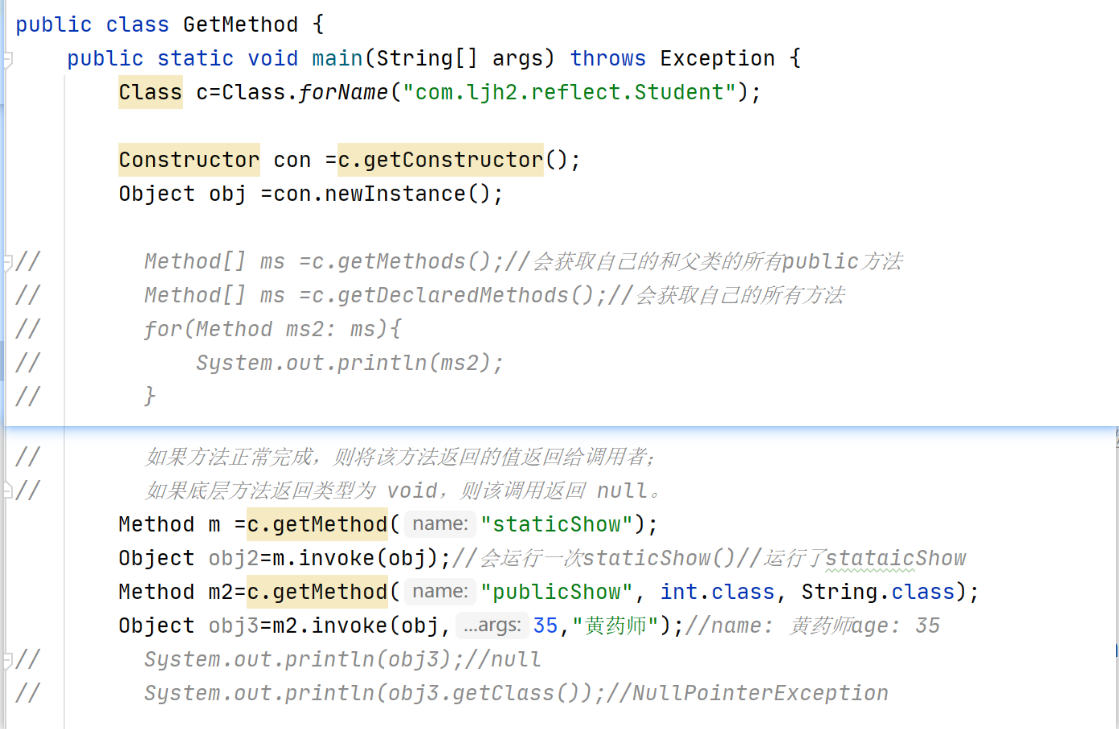 public class GetMethod {
public static void main(String[] args) throws Exception {
Class c=Class.forName("com.ljh2.reflect.Student");
Constructor con =c.getConstructor();
Object obj =con.newInstance();
// Method[] ms =c.getMethods();//会获取自己的和父类的所有public方法
// Method[] ms =c.getDeclaredMethods();//会获取自己的所有方法
// for(Method ms2: ms){
// System.out.println(ms2);
// }
// 如果方法正常完成，则将该方法返回的值返回给调用者；
// 如果底层方法返回类型为 void，则该调用返回 null。
Method m =c.getMethod( name: "staticShow");
Object obj2=m.invoke(obj);//会运行一次staticShow()//运行了stataicShow
Method m2=c.getMethod( name: "publicShow", int.class, String.class);
Object obj3=m2.invoke(obj, ...args: 35,"黄药师");//name: 黄药师age: 35
// System.out.println(obj3);//null
// System.out.println(obj3.getClass());//NullPointerException